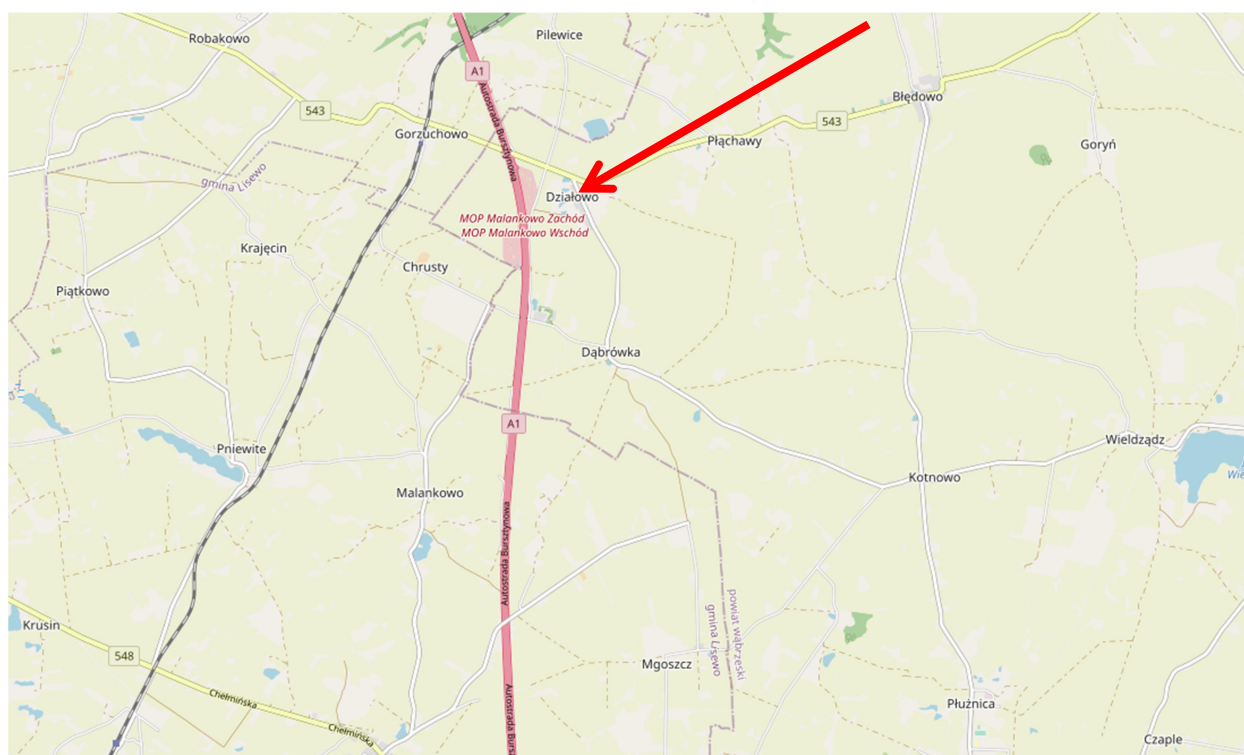 Robakowo
Pilewice
A1
Autostrada Bursztynowa
Błędowo
543
543
Gorzuchowo
Płąchawy
Goryń
gmina Lisewo
Działowo
MOP Malankowo Zachód
MOP Malankowo Wschód
Krajęcin
Chrusty
Piątkowo
Dąbrówka
A1
Wieldządz
Pniewite
Kotnowo
Malankowo
Autostrada Bursztynowa
powiat wąbrzeski
gmina Lisewo
Krusin
548
Mgoszcz
Chełmińska
Chełmińska
Autostrada Bursz
Płużnica
Czaple